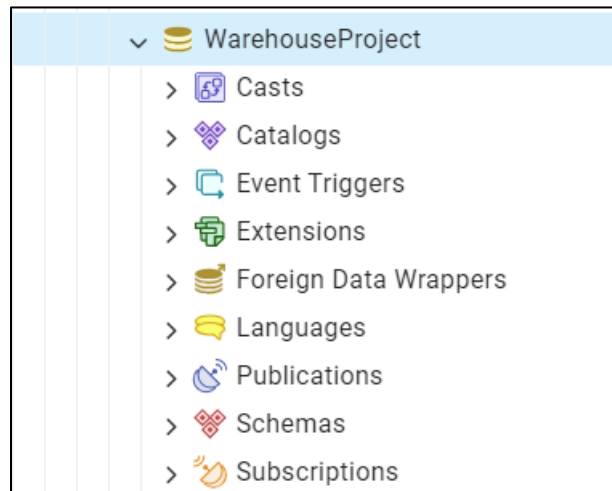 WarehouseProject
Casts
Catalogs
Event Triggers
Extensions
Foreign Data Wrappers
Languages
Publications
Schemas
Subscriptions